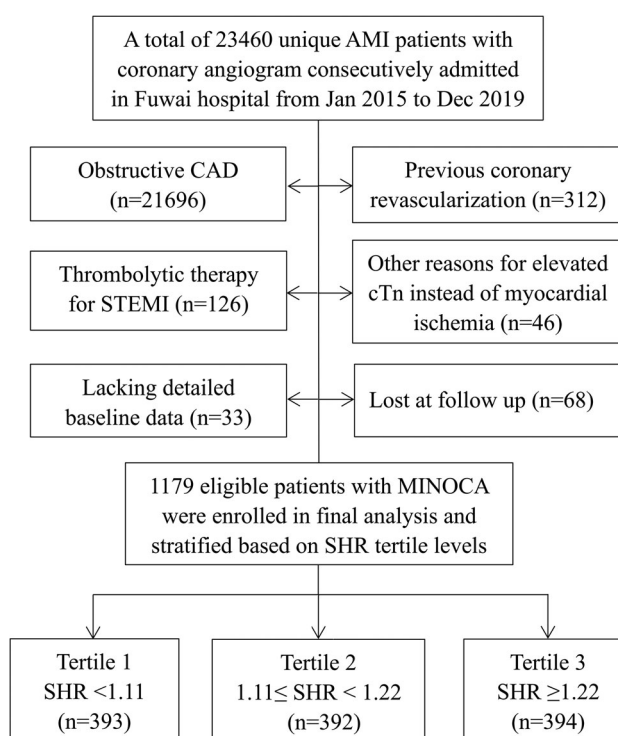 A total of 23460 unique AMI patients with
coronary angiogram consecutively admitted
in Fuwai hospital from Jan 2015 to Dec 2019
Obstructive CAD
(n=21696)
Previous coronary
revascularization (n=312)
Thrombolytic therapy
for STEMI (n=126)
Other reasons for elevated
cTn instead of myocardial
ischemia (n=46)
Lacking detailed
baseline data (n=33)
Lost at follow up (n=68)
1179 eligible patients with MINOCA
were enrolled in final analysis and
stratified based on SHR tertile levels
Tertile 1
SHR <1.11
(n=393)
Tertile 2
1.11≤ SHR < 1.22
(n=392)
Tertile 3
SHR ≥1.22
(n=394)